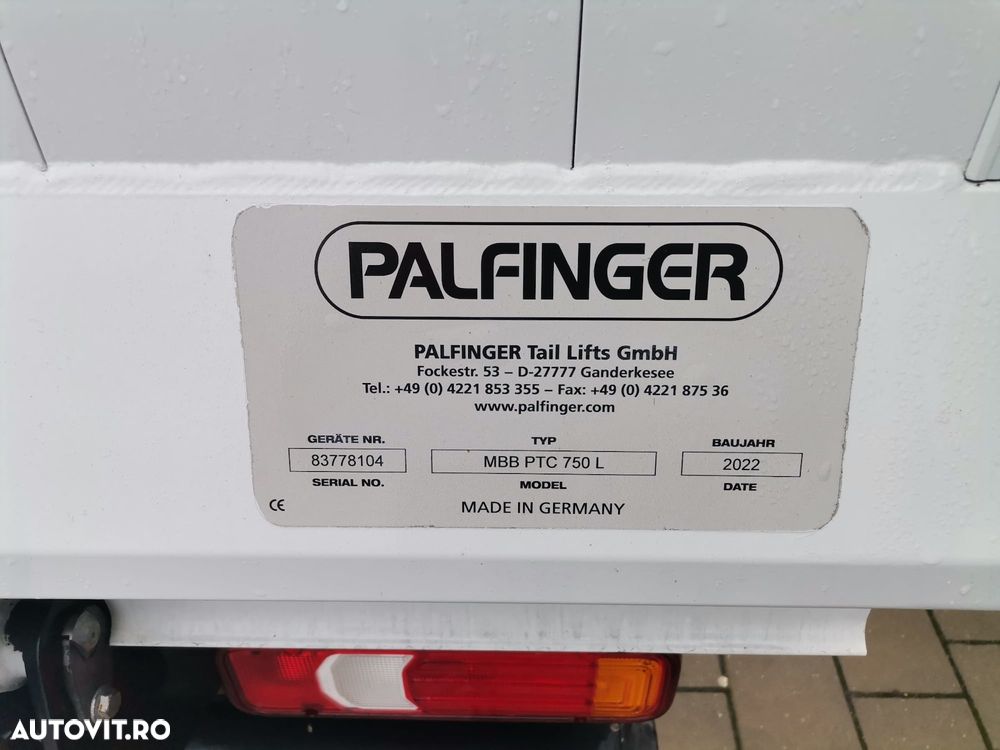 PALFINGER
PALFINGER Tail Lifts GmbH
Fockestr. 53 – D-27777 Ganderkesee
Tel.: +49 (0) 4221 853 355 – Fax: +49 (0) 4221 875 36
www.palfinger.com
GERÄTE NR. TYP BAUJAHR
83778104 MBB PTC 750 L 2022
SERIAL NO. MODEL DATE
CE MADE IN GERMANY
AUTOVIT.RO